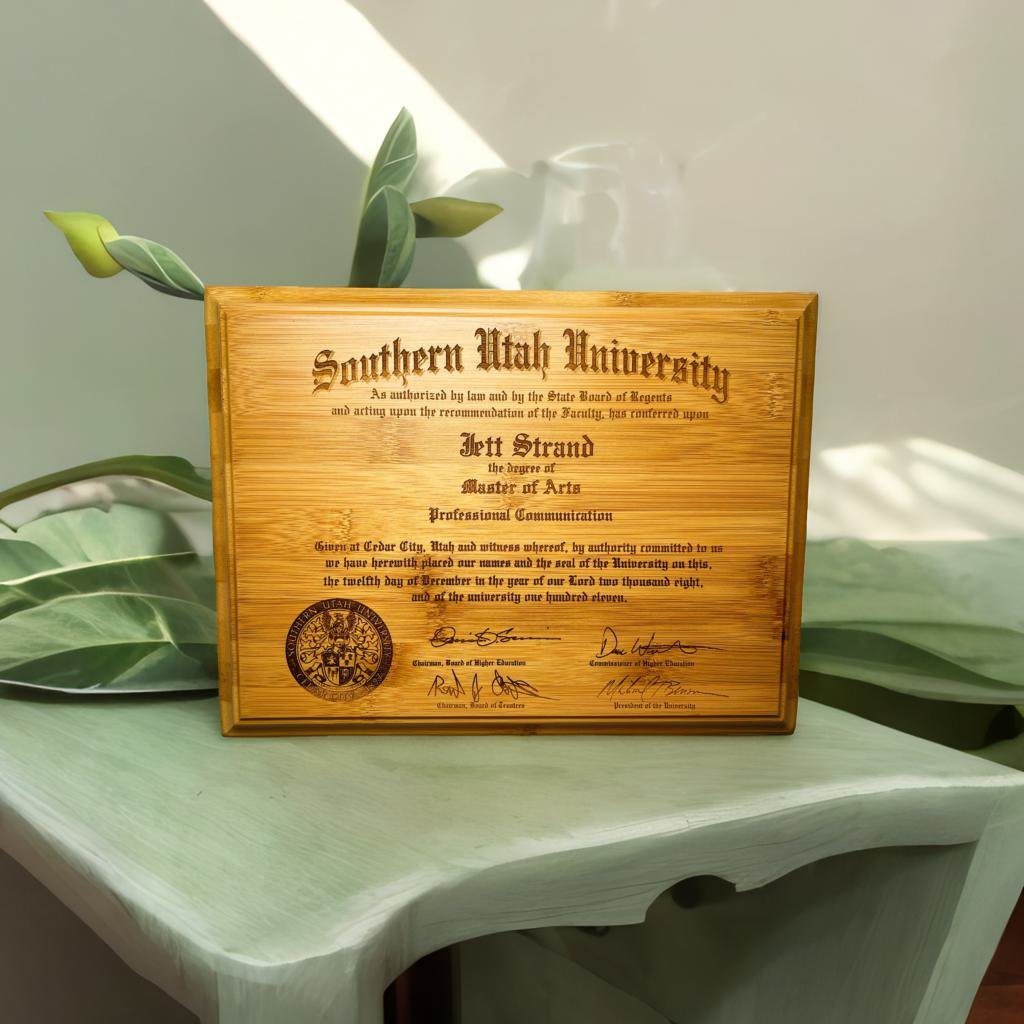 Southern Utah University
As authorized by law and by the State Board of Regents
and acting upon the recommendation of the Faculty, has conferred upon
Jett Strand
the degree of
Master of Arts
Professional Communication
Given at Cedar City, Utah and witness whereof, by authority committed to us
we have herewith placed our names and the seal of the University on this,
the twelfth day of December in the year of our Lord two thousand eight,
and of the university one hundred eleven.
SOUTHERN UTAH UNIVERSITY
CEDAR CITY
Chairman, Board of Higher Education
Commissioner of Higher Education
Chairman, Board of Trustees
President of the University